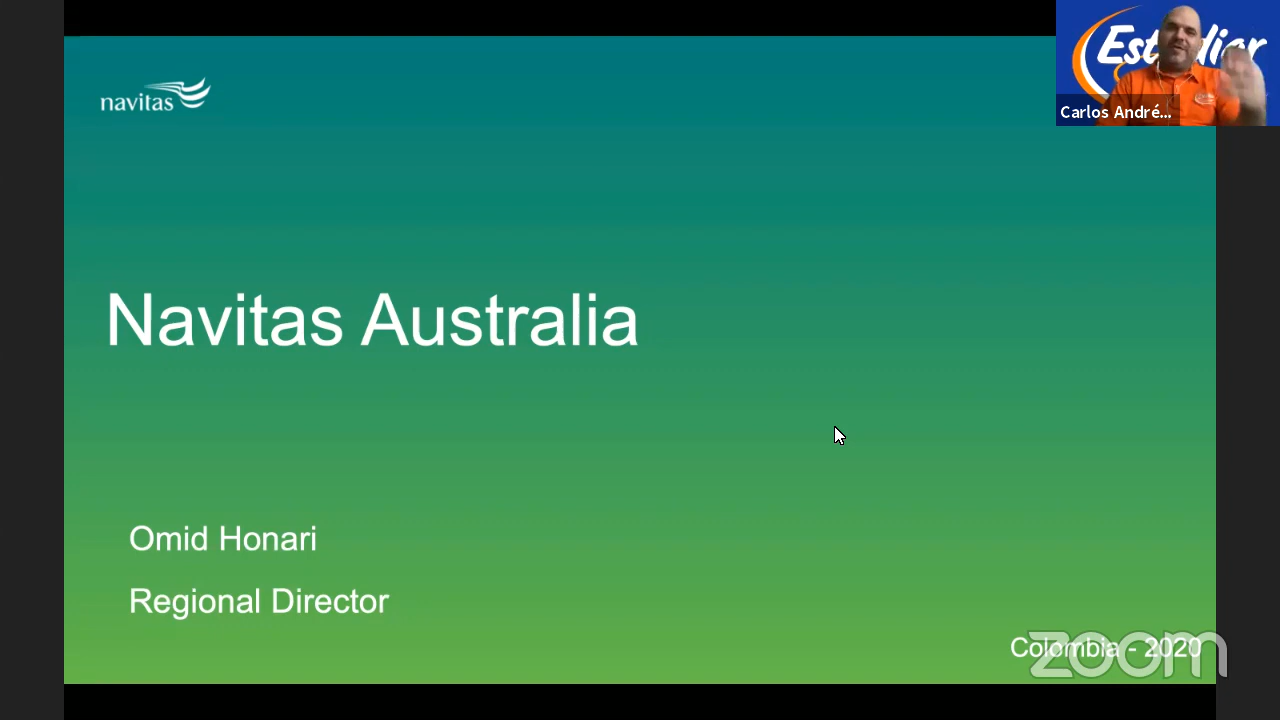 navitas
Carlos André...
Navitas Australia
Omid Honari
Regional Director
Colombia - 2020
zoom